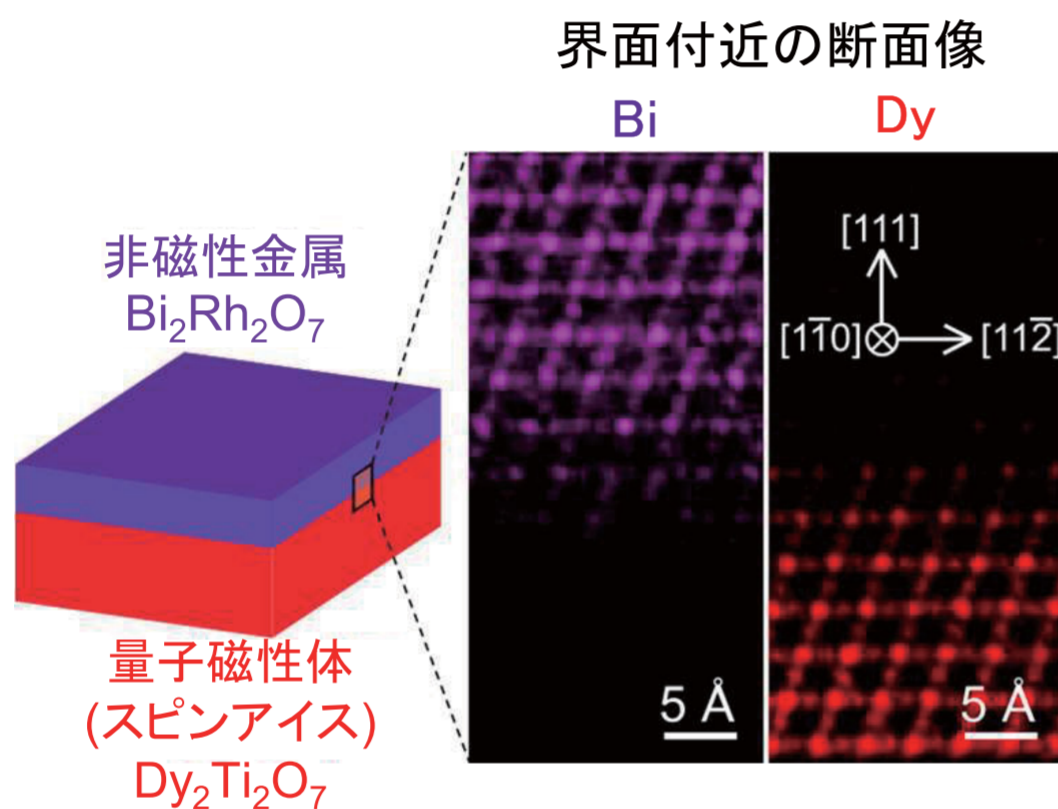 界面付近の断面像
Bi
Dy
非磁性金属
Bi₂Rh₂O₇
[111]
[11̅0]
[112̅]
量子磁性体
(スピンアイス)
Dy₂Ti₂O₇
5 Å
5 Å